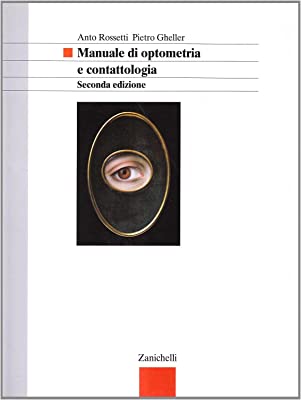 Anto Rossetti Pietro Gheller
Manuale di optometria
e contattologia
Seconda edizione
Zanichelli